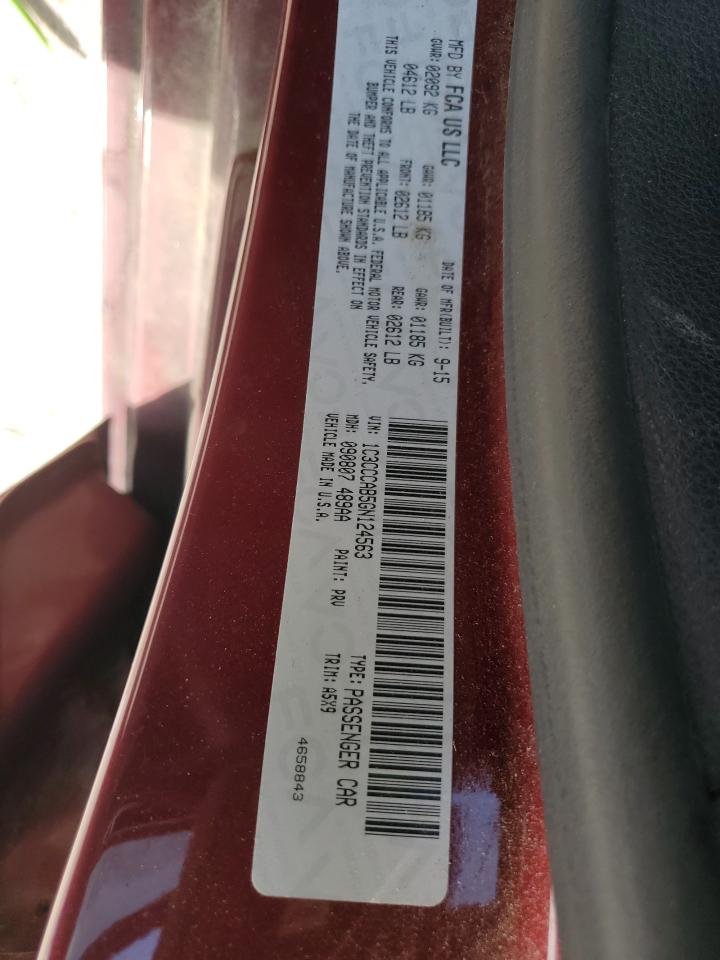 MFD BY FCA US LLC DATE OF MFR(BUILT): 9-15
GVWR: 02092 KG GAWR: 01185 KG GAWR: 01185 KG
04612 LB FRONT: 02612 LB REAR: 02612 LB
THIS VEHICLE CONFORMS TO ALL APPLICABLE U.S.A. FEDERAL MOTOR VEHICLE SAFETY,
BUMPER AND THEFT PREVENTION STANDARDS IN EFFECT ON
THE DATE OF MANUFACTURE SHOWN ABOVE.
VIN: 1C3CCCAB5GN124563 TYPE: PASSENGER CAR
MDH: 090807 489AA PAINT: PRV TRIM: A5X9
VEHICLE MADE IN U.S.A.
4658843